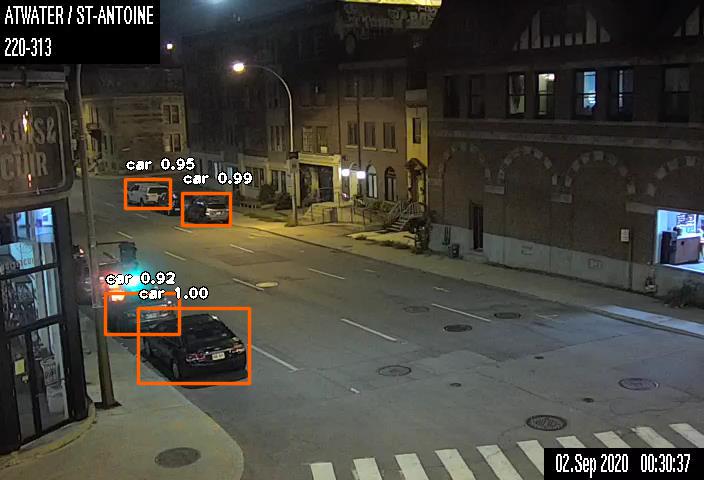 ATWATER / ST-ANTOINE
220-313
car 0.95
car 0.99
car 0.92
car 1.00
02.Sep 2020 00:30:37